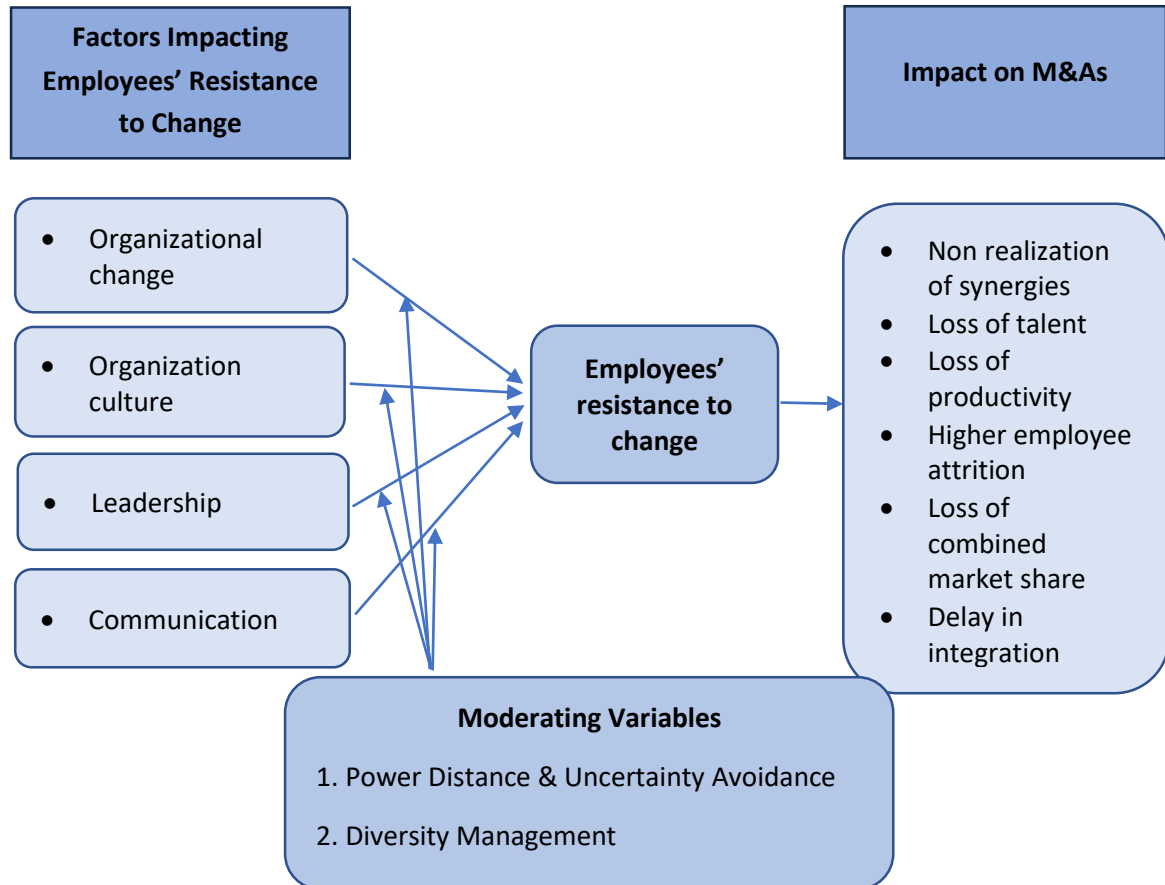 Factors Impacting
Employees’ Resistance
to Change
Impact on M&As
• Organizational
change
• Organization
culture
• Leadership
• Communication
Employees’
resistance to
change
• Non realization
of synergies
• Loss of talent
• Loss of
productivity
• Higher employee
attrition
• Loss of
combined
market share
• Delay in
integration
Moderating Variables
1. Power Distance & Uncertainty Avoidance
2. Diversity Management